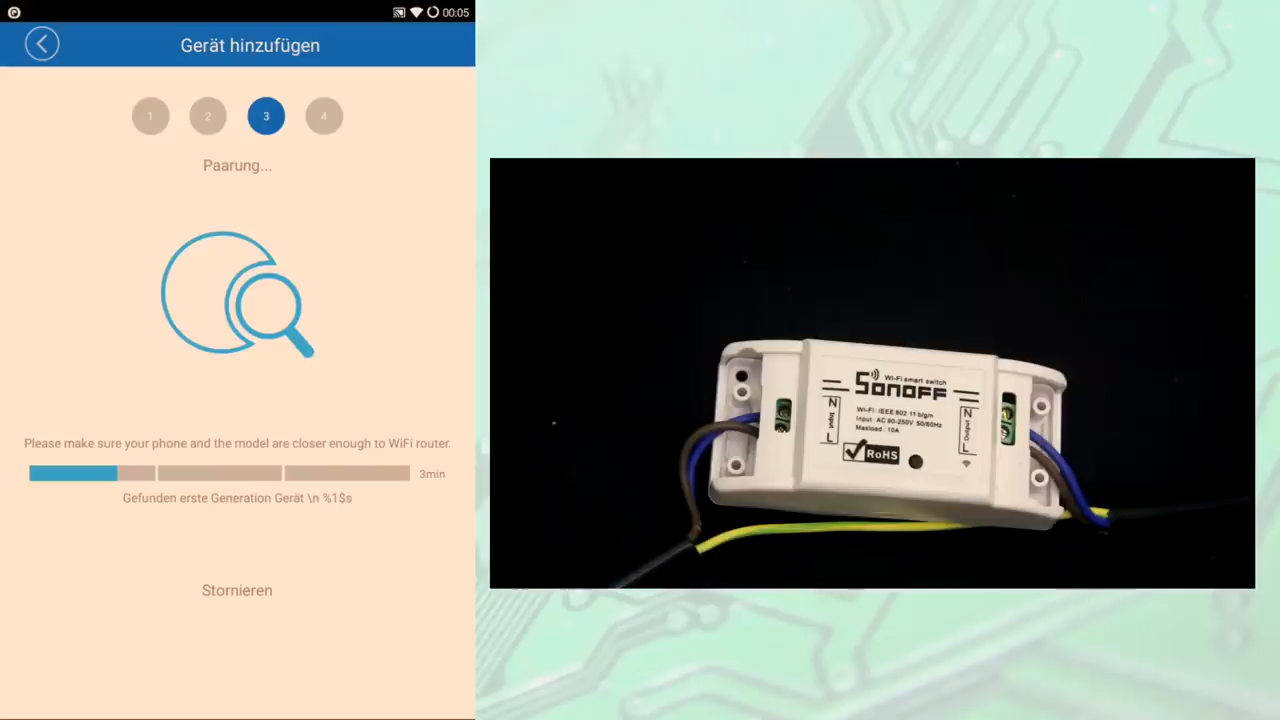 00:05
Gerät hinzufügen
1 2 3 4
Paarung...
Please make sure your phone and the model are closer enough to WiFi router.
3min
Gefunden erste Generation Gerät \n %1$s
Stornieren
Wi-Fi smart switch
SONOFF
Wi-Fi : IEEE 802.11 b/g/n
Input : AC 90-250V 50/60Hz
Maxload : 10A
RoHS
N
Input
L
N
Output
L